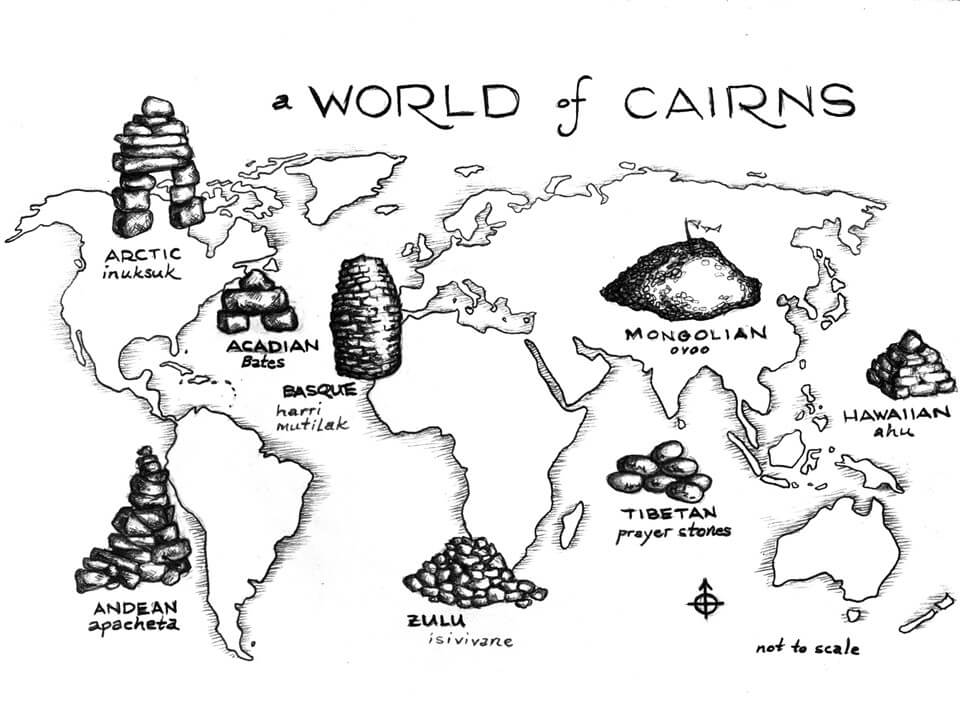 a WORLD of CAIRNS
ARCTIC
inuksuk
ACADIAN
Bates
BASQUE
harri
mutilak
MONGOLIAN
ovoo
HAWAIIAN
ahu
TIBETAN
prayer stones
ANDEAN
apacheta
ZULU
isivivane
not to scale